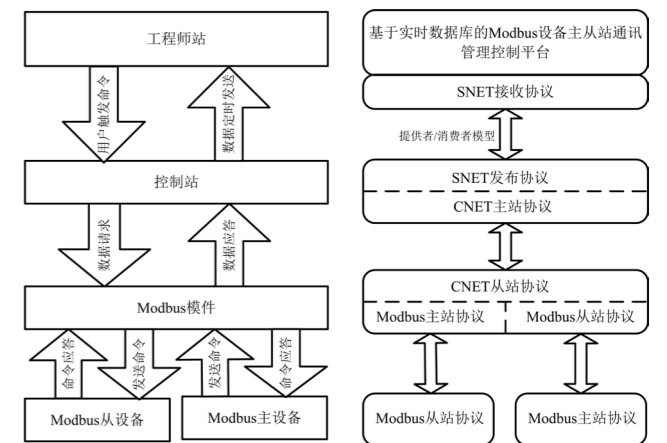 工程师站
用户触发命令
数据定时发送
控制站
数据请求
数据应答
Modbus模件
命令应答
发送命令
发送命令
命令应答
Modbus从设备
Modbus主设备
基于实时数据库的Modbus设备主从站通讯
管理控制平台
SNET接收协议
提供者/消费者模型
SNET发布协议
CNET主站协议
CNET从站协议
Modbus主站协议
Modbus从站协议
Modbus从站协议
Modbus主站协议